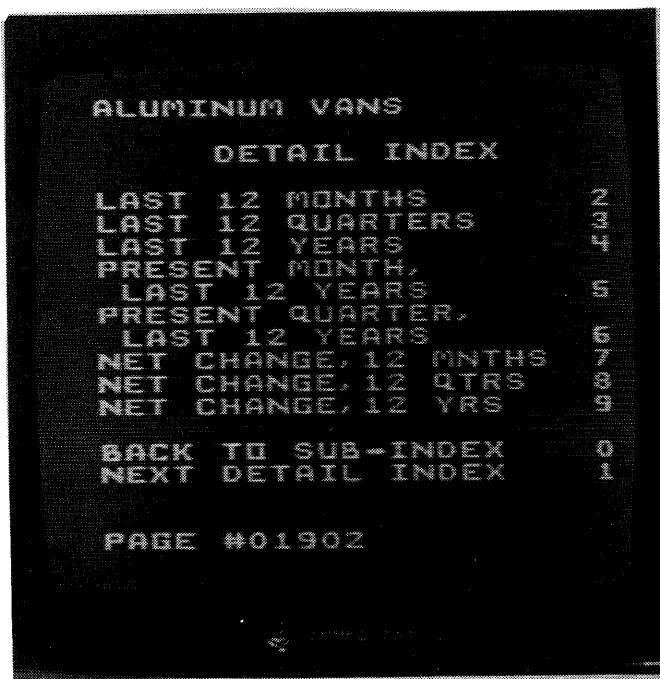 ALUMINUM VANS
DETAIL INDEX
LAST 12 MONTHS 2
LAST 12 QUARTERS 3
LAST 12 YEARS 4
PRESENT MONTH,
LAST 12 YEARS 5
PRESENT QUARTER,
LAST 12 YEARS 6
NET CHANGE, 12 MNTHS 7
NET CHANGE, 12 QTRS 8
NET CHANGE, 12 YRS 9
BACK TO SUB-INDEX 0
NEXT DETAIL INDEX 1
PAGE #01902